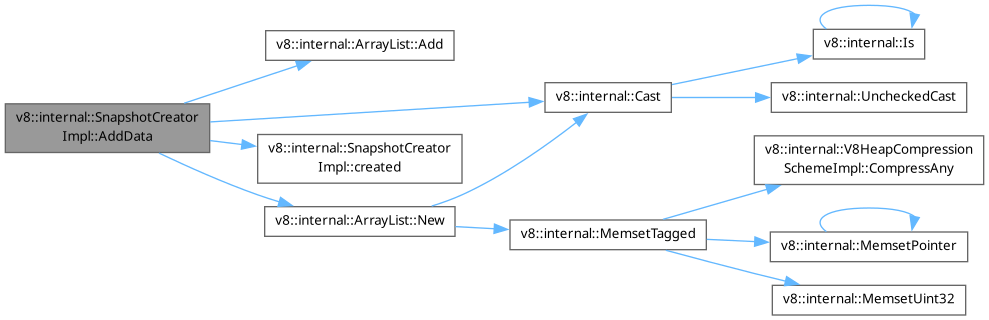 v8::internal::SnapshotCreator
Impl::AddData
v8::internal::ArrayList::Add
v8::internal::Cast
v8::internal::SnapshotCreator
Impl::created
v8::internal::ArrayList::New
v8::internal::Is
v8::internal::UncheckedCast
v8::internal::MemsetTagged
v8::internal::V8HeapCompression
SchemeImpl::CompressAny
v8::internal::MemsetPointer
v8::internal::MemsetUint32